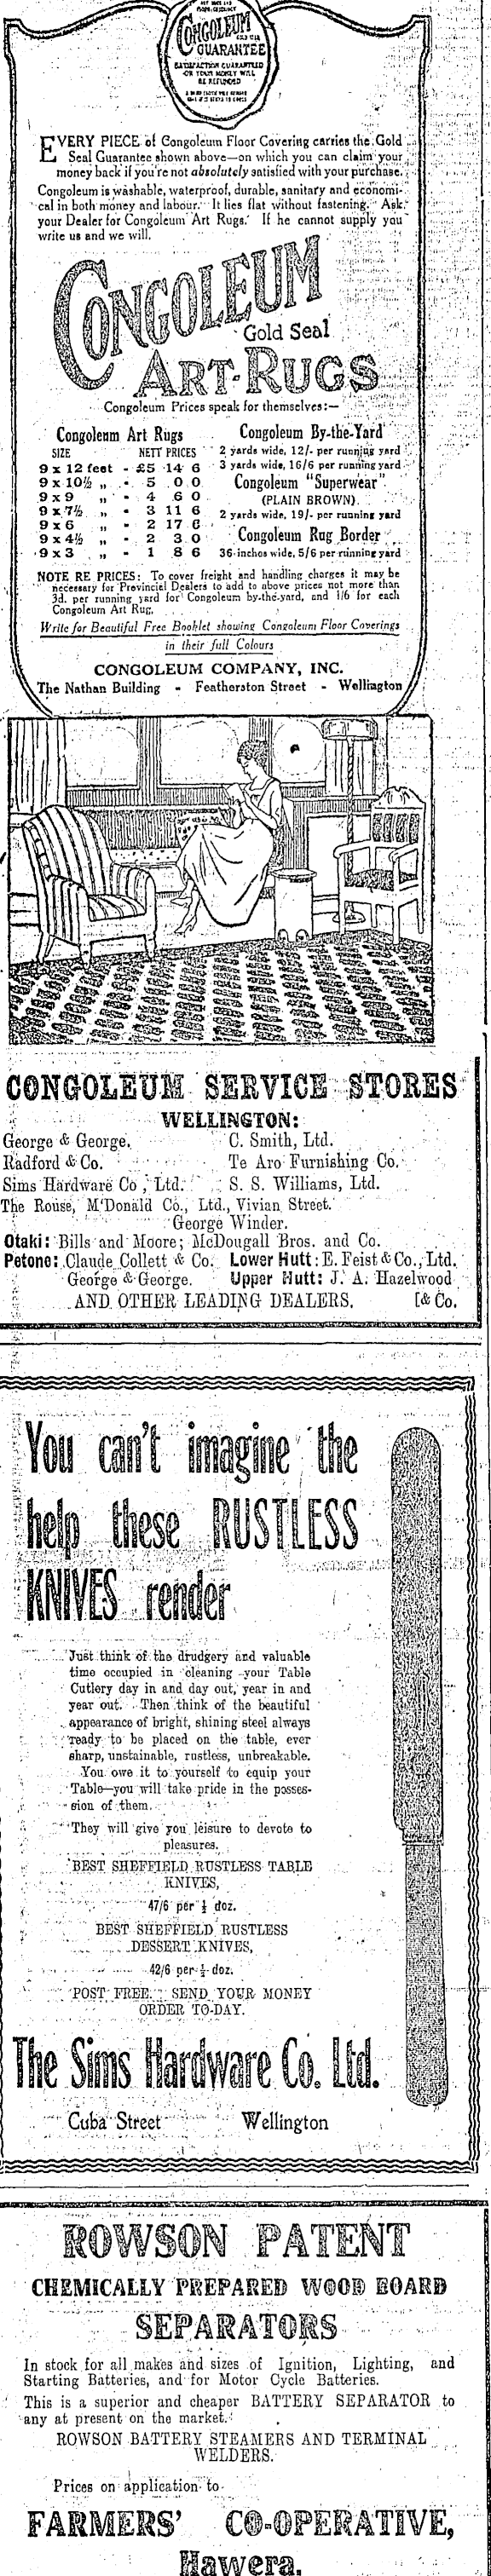 CONGOLEUM
GUARANTEE
SATISFACTION GUARANTEED
OR YOUR MONEY WILL
BE REFUNDED
EVERY PIECE of Congoleum Floor Covering carries the Gold
Seal Guarantee shown above—on which you can claim your
money back if you're not absolutely satisfied with your purchase.
Congoleum is washable, waterproof, durable, sanitary and economi-
cal in both money and labour. It lies flat without fastening. Ask
your Dealer for Congoleum Art Rugs. If he cannot supply you
write us and we will.
CONGOLEUM
Gold Seal
ART-RUGS
Congoleum Prices speak for themselves:—
Congoleum Art Rugs
SIZE NETT PRICES
9 x 12 feet - £5 14 6
9 x 10½ „ - 5 0 0
9 x 9 „ - 4 6 0
9 x 7½ „ - 3 11 6
9 x 6 „ - 2 17 6
9 x 4½ „ - 2 3 0
9 x 3 „ - 1 8 6
Congoleum By-the-Yard
2 yards wide, 12/- per running yard
3 yards wide, 16/6 per running yard
Congoleum "Superwear"
(PLAIN BROWN)
2 yards wide, 19/- per running yard
Congoleum Rug Border
36-inches wide, 5/6 per running yard
NOTE RE PRICES: To cover freight and handling charges it may be
necessary for Provincial Dealers to add to above prices not more than
3d. per running yard for Congoleum by-the-yard, and 1/6 for each
Congoleum Art Rug.
Write for Beautiful Free Booklet showing Congoleum Floor Coverings
in their full Colours
CONGOLEUM COMPANY, INC.
The Nathan Building - Featherston Street - Wellington
CONGOLEUM SERVICE STORES
WELLINGTON:
George & George. C. Smith, Ltd.
Radford & Co. Te Aro Furnishing Co.
Sims Hardware Co., Ltd. S. S. Williams, Ltd.
The Rouse, M'Donald Co., Ltd., Vivian Street.
George Winder.
Otaki: Bills and Moore; McDougall Bros. and Co.
Petone: Claude Collett & Co. Lower Hutt: E. Feist & Co., Ltd.
George & George. Upper Hutt: J. A. Hazelwood
AND OTHER LEADING DEALERS. [& Co.
You can't imagine the
help these RUSTLESS
KNIVES render
Just think of the drudgery and valuable
time occupied in cleaning your Table
Cutlery day in and day out, year in and
year out. Then think of the beautiful
appearance of bright, shining steel always
ready to be placed on the table, ever
sharp, unstainable, rustless, unbreakable.
You owe it to yourself to equip your
Table—you will take pride in the posses-
sion of them.
They will give you leisure to devote to
pleasures.
BEST SHEFFIELD RUSTLESS TABLE
KNIVES,
47/6 per ½ doz.
BEST SHEFFIELD RUSTLESS
DESSERT KNIVES,
42/6 per ½ doz.
POST FREE. SEND YOUR MONEY
ORDER TO-DAY.
The Sims Hardware Co. Ltd.
Cuba Street Wellington
ROWSON PATENT
CHEMICALLY PREPARED WOOD BOARD
SEPARATORS
In stock for all makes and sizes of Ignition, Lighting, and
Starting Batteries, and for Motor Cycle Batteries.
This is a superior and cheaper BATTERY SEPARATOR to
any at present on the market.
ROWSON BATTERY STEAMERS AND TERMINAL
WELDERS.
Prices on application to
FARMERS' CO-OPERATIVE,
Hawera.